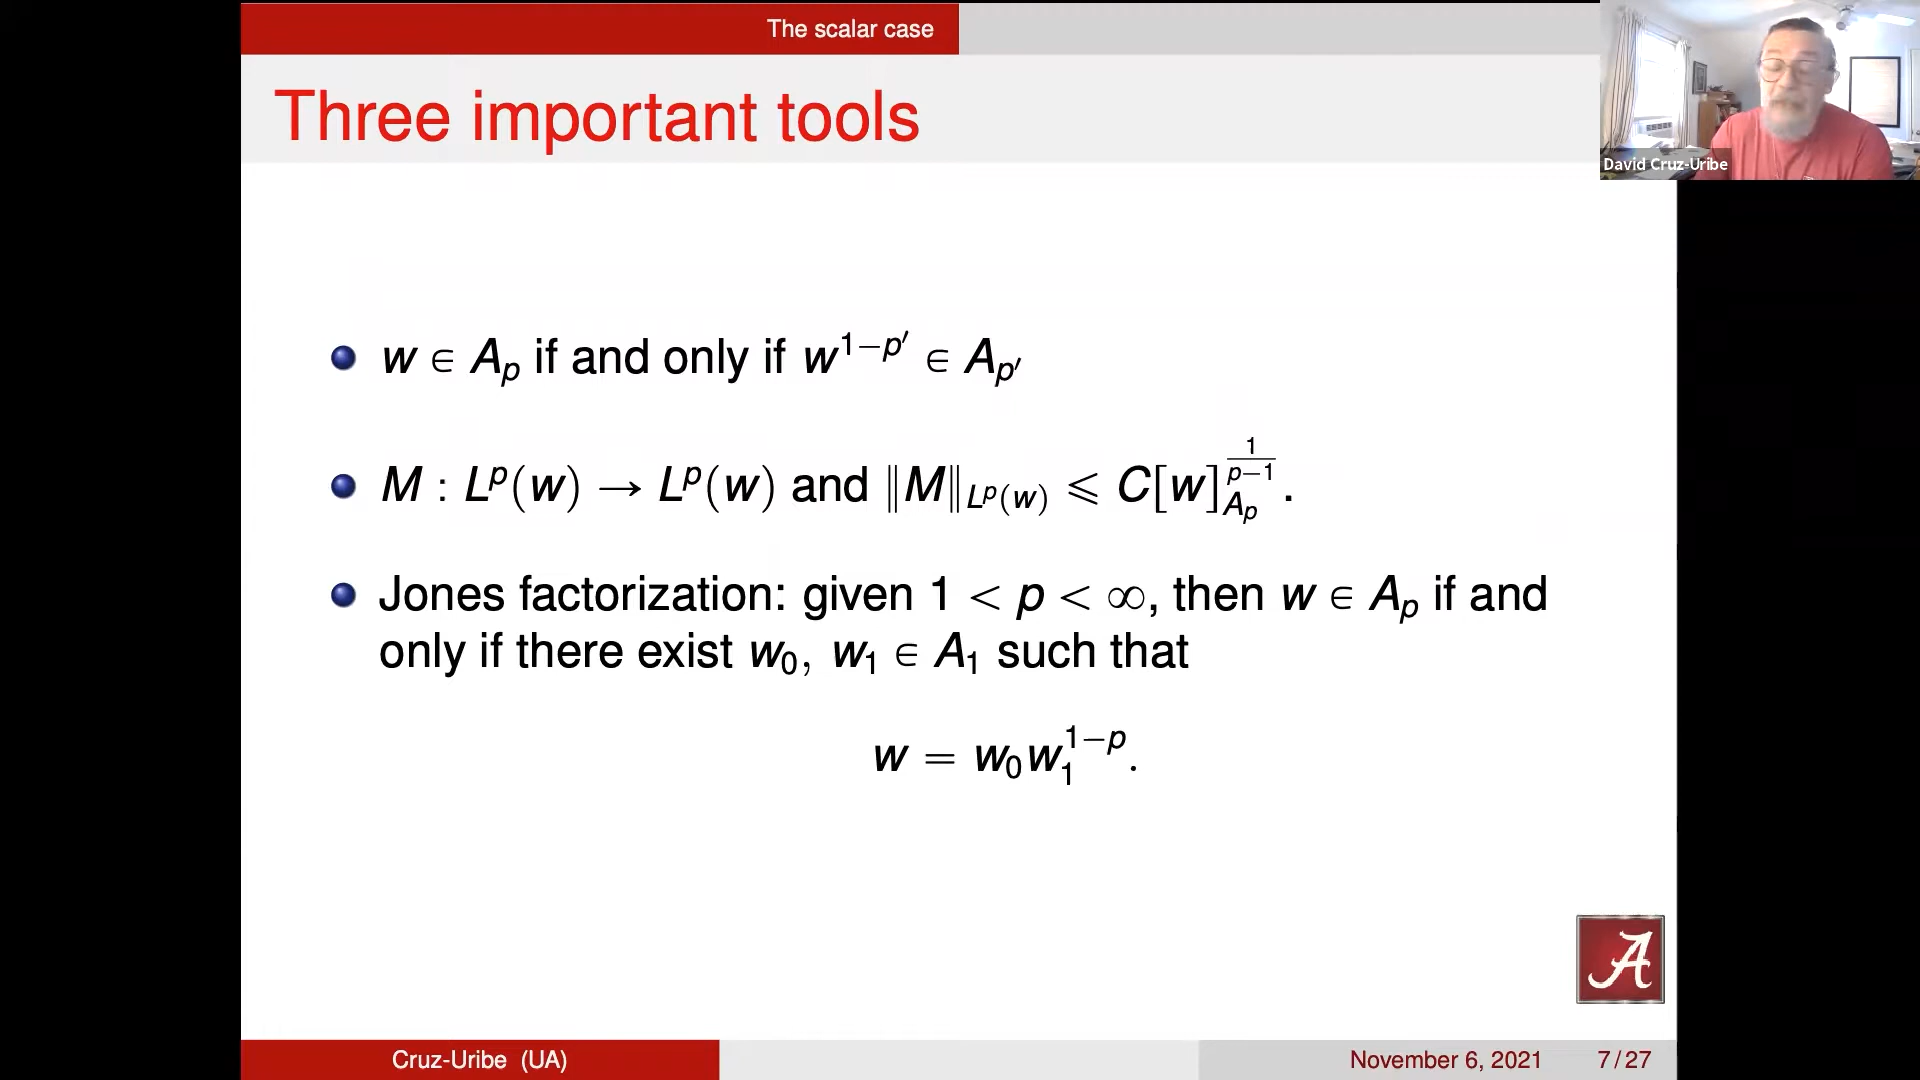 The scalar case
Three important tools
David Cruz-Uribe
w ∈ A_p if and only if w^{1−p′} ∈ A_{p′}
M : L^p(w) → L^p(w) and ‖M‖_{L^p(w)} ⩽ C[w]_{A_p}^{\frac{1}{p−1}}.
Jones factorization: given 1 < p < ∞, then w ∈ A_p if and
only if there exist w_0, w_1 ∈ A_1 such that
w = w_0w_1^{1−p}.
A
Cruz-Uribe (UA)
November 6, 2021 7/27